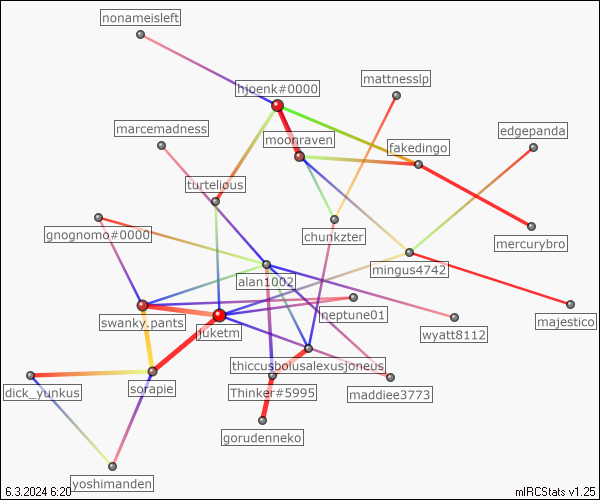 nonameisleft
mattnesslp
hjoenk#0000
marcemadness
moonraven
edgepanda
fakedingo
turtelious
gnognomo#0000
chunkzter
mercurybro
mingus4742
alan1002
swanky.pants
neptune01
majestico
juketm
wyatt8112
thiccusboiusalexusjoneus
dick_yunkus
sorapie
Thinker#5995
maddiee3773
gorudenneko
yoshimanden
6.3.2024 6:20
mIRCStats v1.25